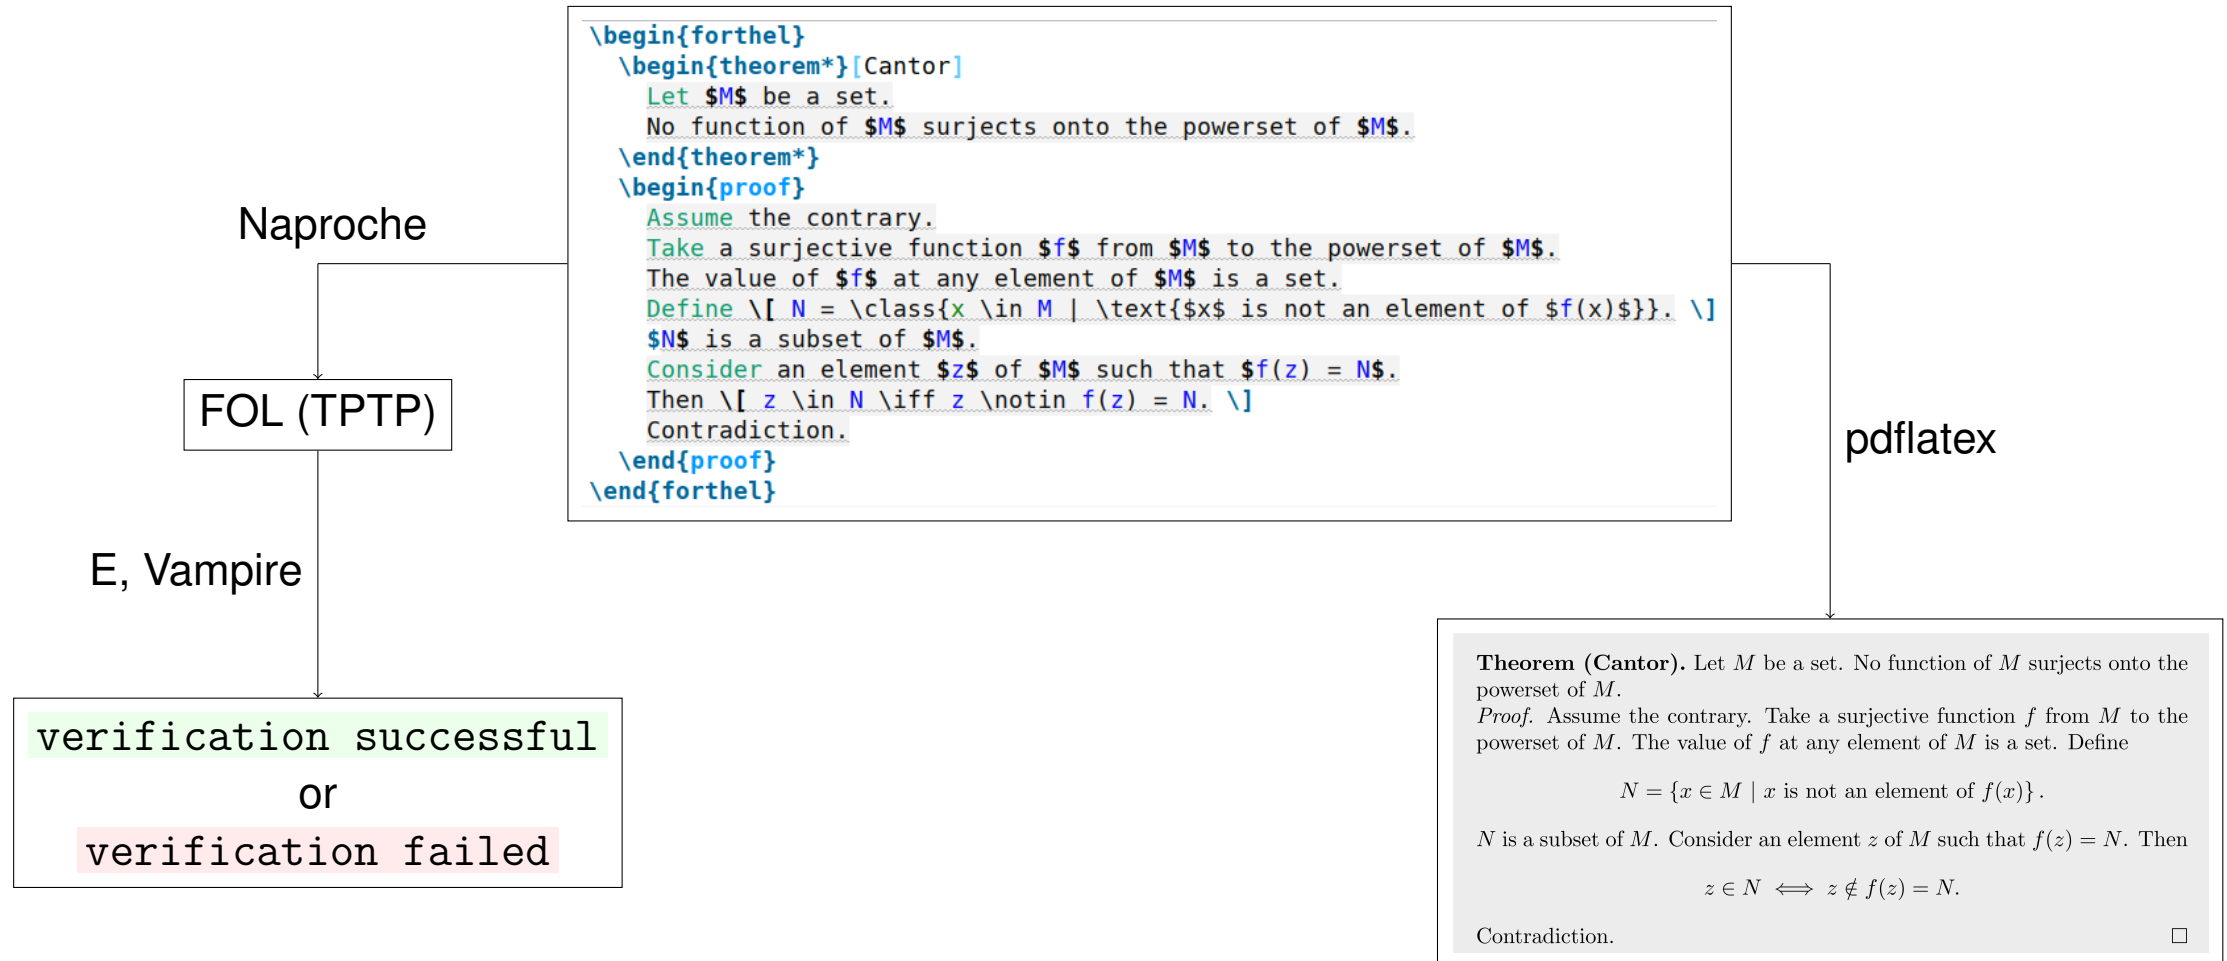 \begin{forthel}
\begin{theorem*}[Cantor]
Let $M$ be a set.
No function of $M$ surjects onto the powerset of $M$.
\end{theorem*}
\begin{proof}
Assume the contrary.
Take a surjective function $f$ from $M$ to the powerset of $M$.
The value of $f$ at any element of $M$ is a set.
Define \[ N = \class{x \in M | \text{$x$ is not an element of $f(x)$}}. \]
$N$ is a subset of $M$.
Consider an element $z$ of $M$ such that $f(z) = N$.
Then \[ z \in N \iff z \notin f(z) = N. \]
Contradiction.
\end{proof}
\end{forthel}
Naproche
FOL (TPTP)
E, Vampire
verification successful
or
verification failed
pdflatex
Theorem (Cantor). Let M be a set. No function of M surjects onto the
powerset of M.
Proof. Assume the contrary. Take a surjective function f from M to the
powerset of M. The value of f at any element of M is a set. Define
N = {x ∈ M | x is not an element of f(x)}.
N is a subset of M. Consider an element z of M such that f(z) = N. Then
z ∈ N ⟺ z ∉ f(z) = N.
Contradiction. □